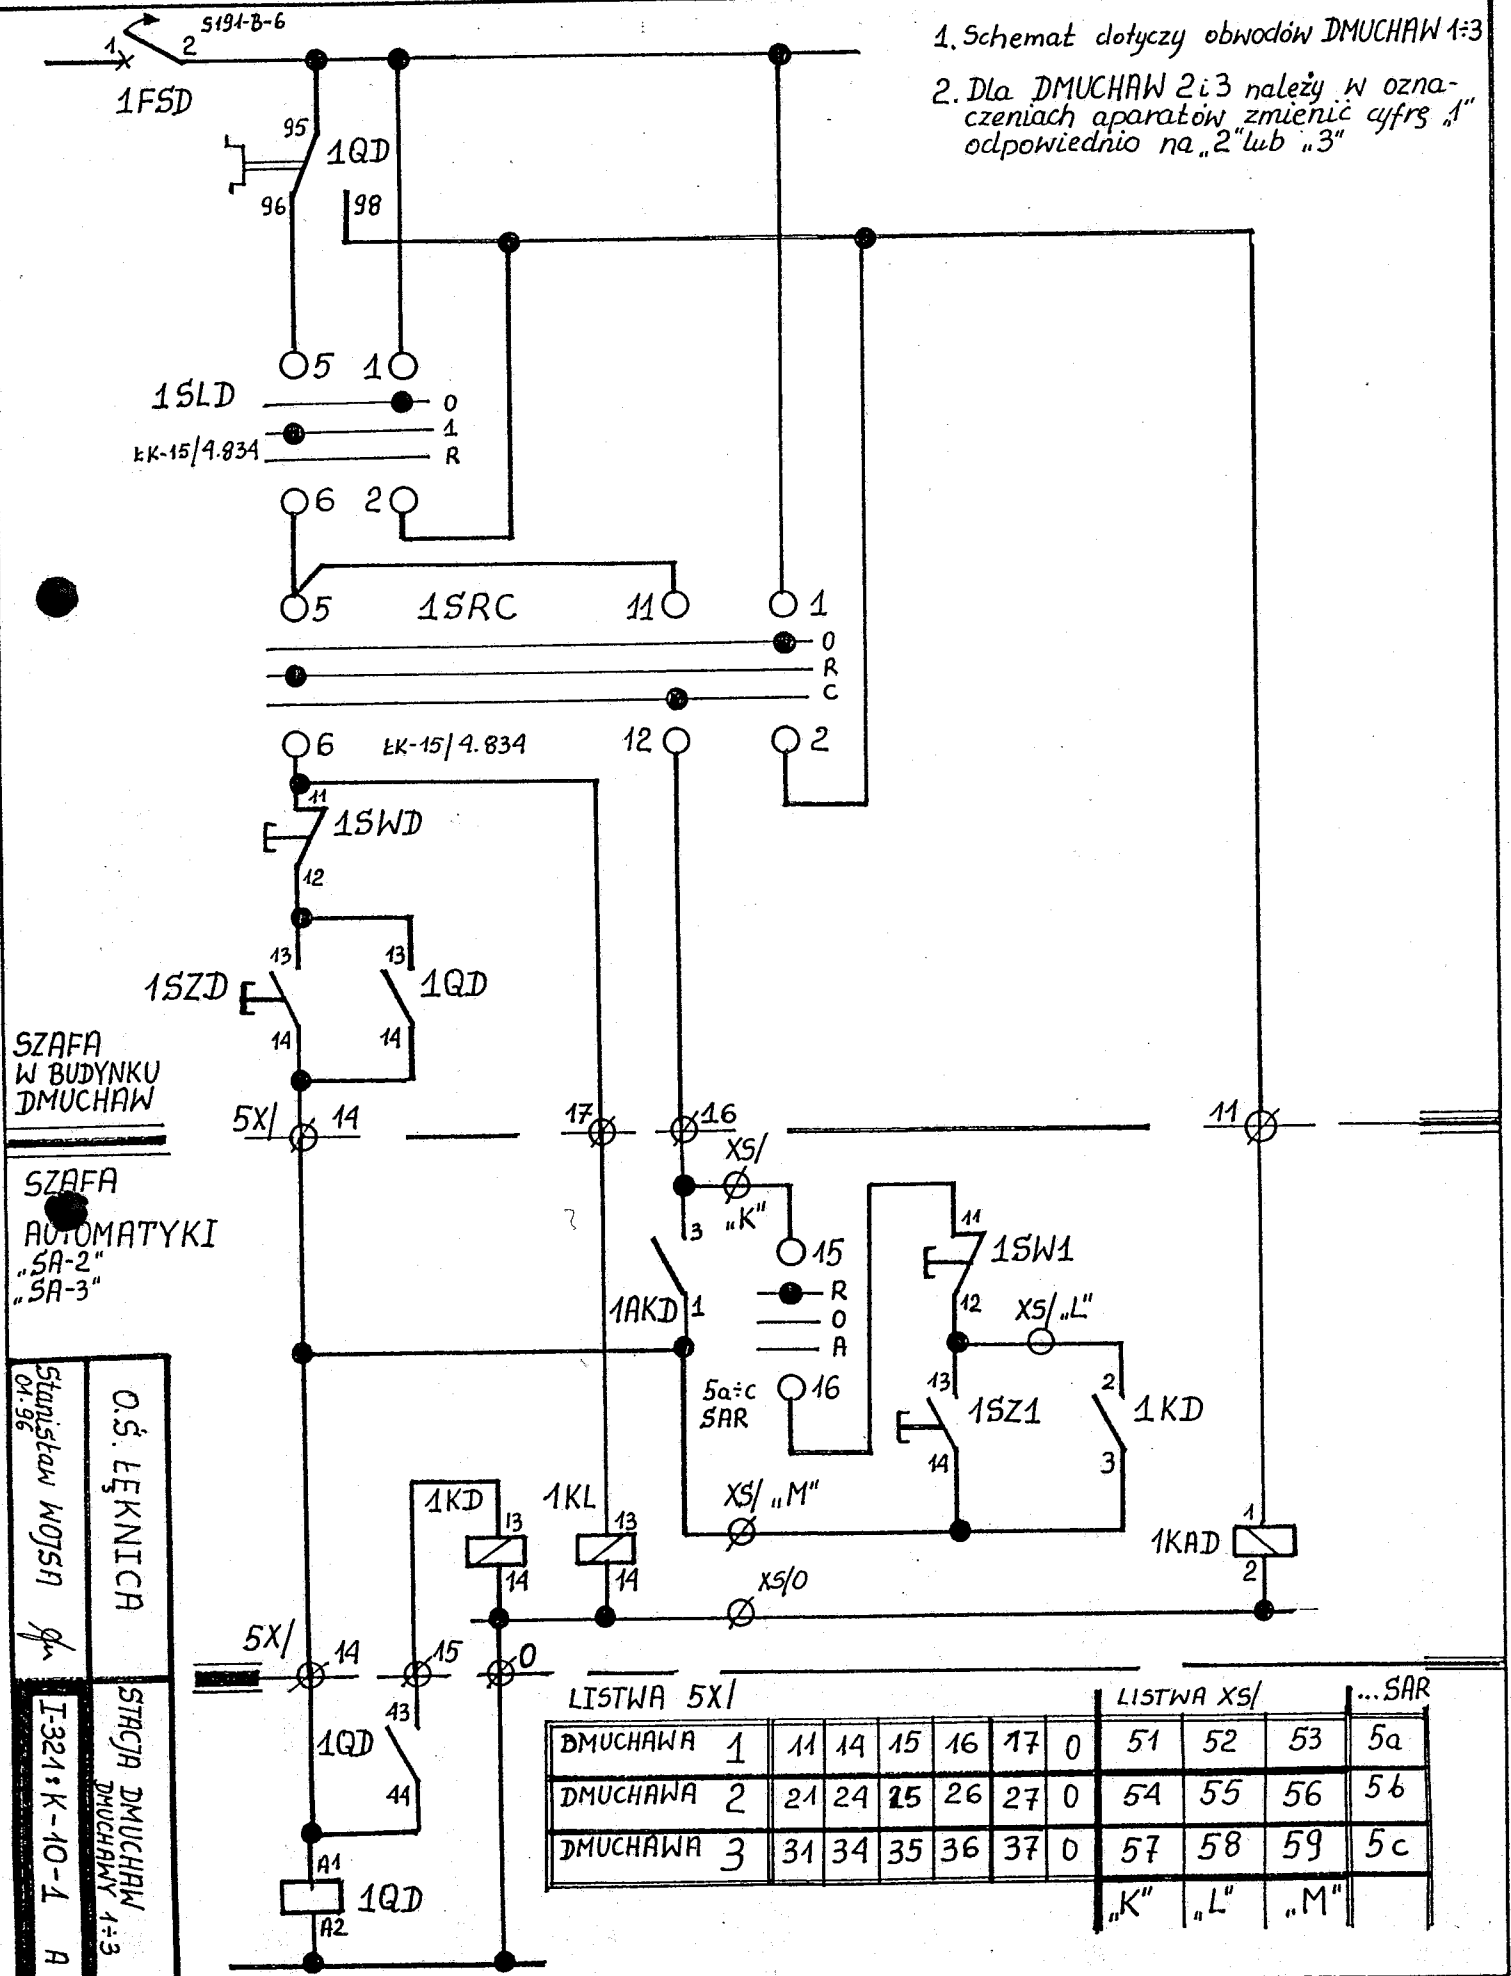 S191-B-6
1 2
1FSD
1. Schemat dotyczy obwodów DMUCHAW 1÷3
2. Dla DMUCHAW 2 i 3 należy w ozna-
czeniach aparatów zmienić cyfrę „1"
odpowiednio na „2" lub „3"
95
1QD
96 98
5 1
1SLD
0
1
R
ŁK-15/4.834
6 2
5 1SRC 11 1
0
R
C
6 ŁK-15/4.834 12 2
11
1SWD
12
13 13
1SZD 1QD
14 14
SZAFA
W BUDYNKU
DMUCHAW
5X/ 14 17 16 11
SZAFA
AUTOMATYKI
„SA-2"
„SA-3"
XS/
„K"
3
15
1AKD 1
R
0
A
5a÷c
SAR
16
11
1SW1
12
XS/„L"
13 2
1SZ1 1KD
14 3
1KD 1KL XS/„M"
13 13 1
1KAD
14 14 2
XS/0
5X/ 14 15 0
43
1QD
44
A1
1QD
A2
LISTWA 5X/ LISTWA XS/ ...SAR
DMUCHAWA 1 11 14 15 16 17 0 51 52 53 5a
DMUCHAWA 2 21 24 25 26 27 0 54 55 56 5b
DMUCHAWA 3 31 34 35 36 37 0 57 58 59 5c
„K" „L" „M"
O.Ś. ŁĘKNICA
Stanisław WOJSA
01.96
STACJA DMUCHAW
DMUCHAWY 1÷3
I-321:K-10-1 A